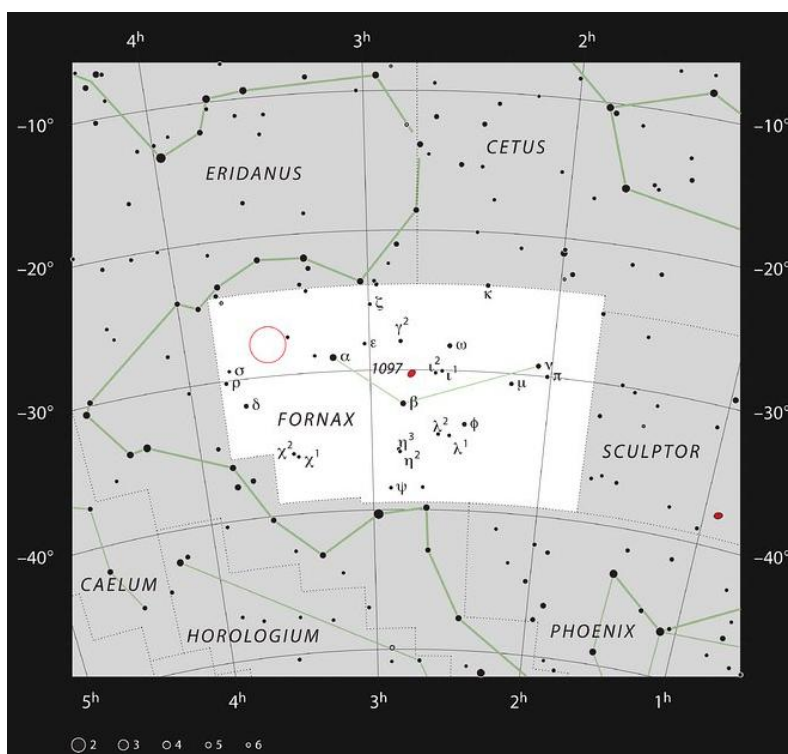 4h 3h 2h
–10° –10°
CETUS
ERIDANUS
–20° –20°
κ
ζ
γ2
ε ω
α
1097 ι2 ι1 ν
σ π
ρ μ
β
δ
–30° FORNAX –30°
λ2 ϕ
η3 λ1
χ2 χ1 η2
SCULPTOR
ψ
–40° –40°
CAELUM
HOROLOGIUM PHOENIX
5h 4h 3h 2h 1h
2 3 4 5 6